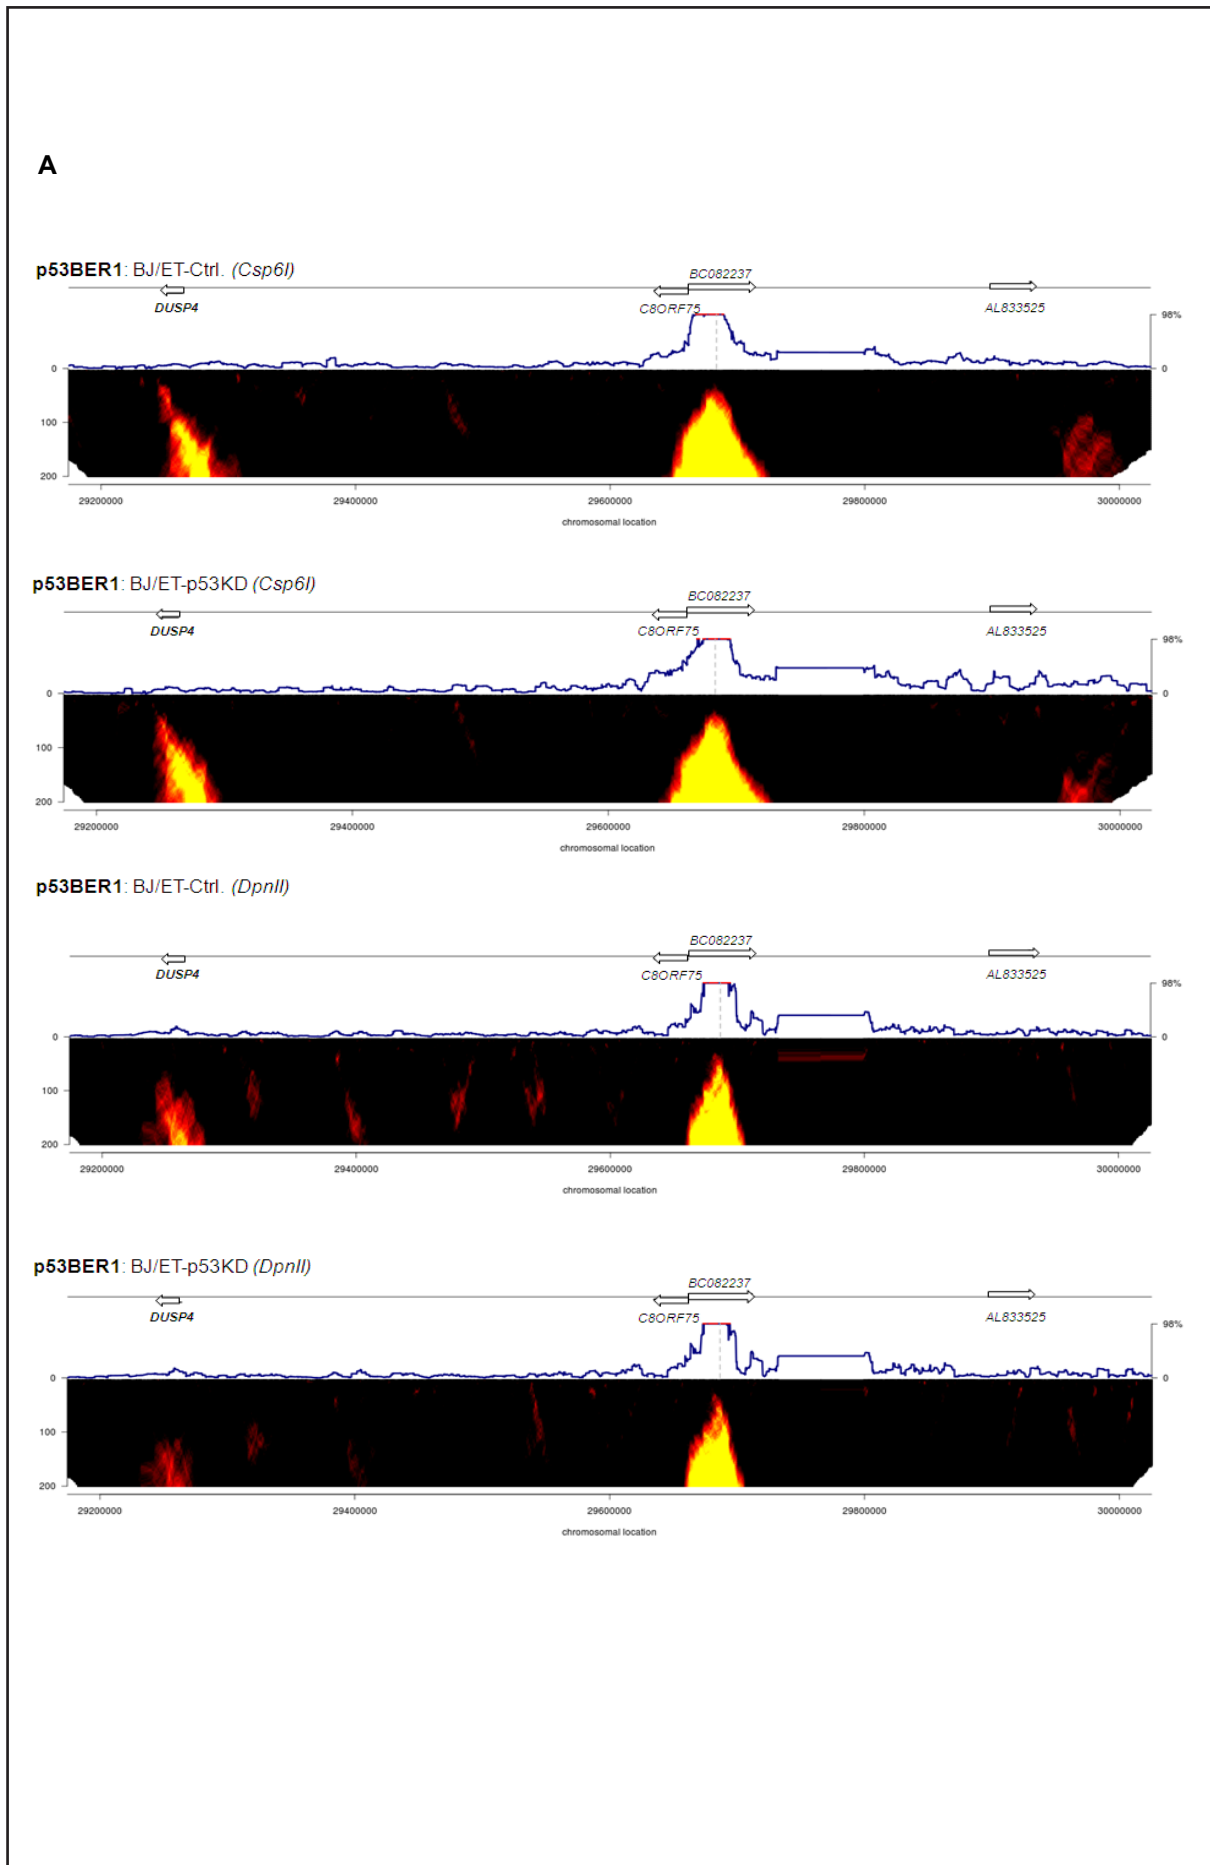 A
p53BER1: BJ/ET-Ctrl. (Csp6I)
BC082237
DUSP4 C8ORF75 AL833525
98%
0 0
100
200
29200000 29400000 29600000 29800000 30000000
chromosomal location
p53BER1: BJ/ET-p53KD (Csp6I)
BC082237
DUSP4 C8ORF75 AL833525
98%
0 0
100
200
29200000 29400000 29600000 29800000 30000000
chromosomal location
p53BER1: BJ/ET-Ctrl. (DpnII)
BC082237
DUSP4 C8ORF75 AL833525
98%
0 0
100
200
29200000 29400000 29600000 29800000 30000000
chromosomal location
p53BER1: BJ/ET-p53KD (DpnII)
BC082237
DUSP4 C8ORF75 AL833525
98%
0 0
100
200
29200000 29400000 29600000 29800000 30000000
chromosomal location